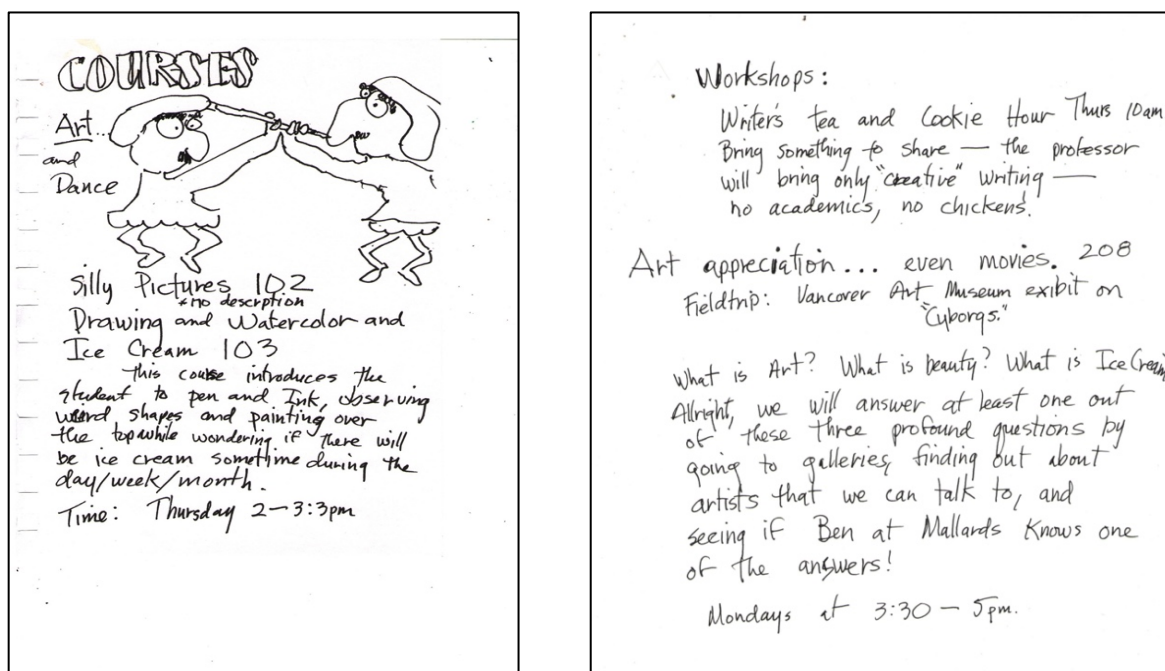 COURSES
Art...
and
Dance
Silly Pictures 102
*no descrption
Drawing and Watercolor and
Ice Cream 103
This course introduces the
student to pen and Ink, observing
weird shapes and painting over
the top while wondering if there will
be ice cream sometime during the
day/week/month.
Time: Thursday 2-3:3pm
Workshops:
Writer's tea and Cookie Hour Thurs 10am
Bring something to share — the professor
will bring only "creative" writing —
no academics, no chickens!
Art appreciation... even movies. 208
Fieldtrip: Vancover Art Museum exibit on
"Cyborgs."
What is Art? What is beauty? What is Ice Cream
Allright, we will answer at least one out
of these three profound questions by
going to galleries, finding out about
artists that we can talk to, and
seeing if Ben at Mallards knows one
of the answers!
Mondays at 3:30 - 5pm.